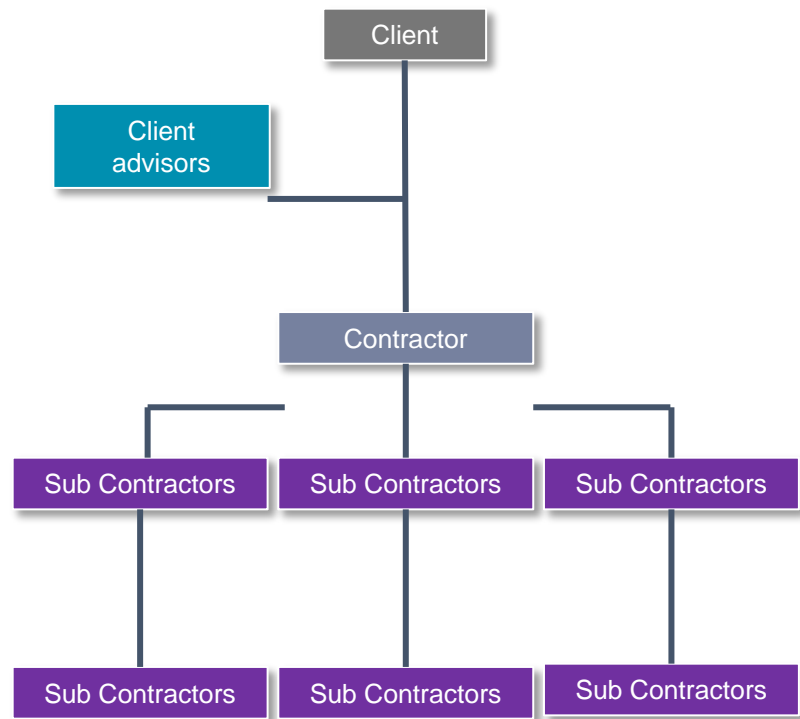 Client
Client
advisors
Contractor
Sub Contractors
Sub Contractors
Sub Contractors
Sub Contractors
Sub Contractors
Sub Contractors